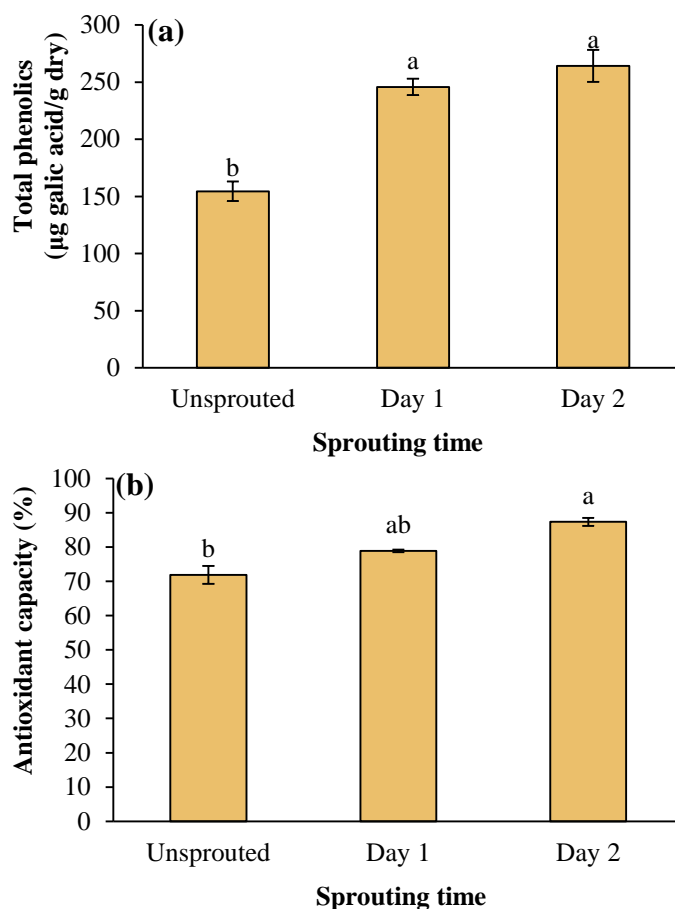 (a)
Total phenolics
(µg galic acid/g dry)
300
250
200
150
100
50
0
b
a
a
Unsprouted Day 1 Day 2
Sprouting time
(b)
Antioxidant capacity (%)
100
90
80
70
60
50
40
30
20
10
0
b
ab
a
Unsprouted Day 1 Day 2
Sprouting time